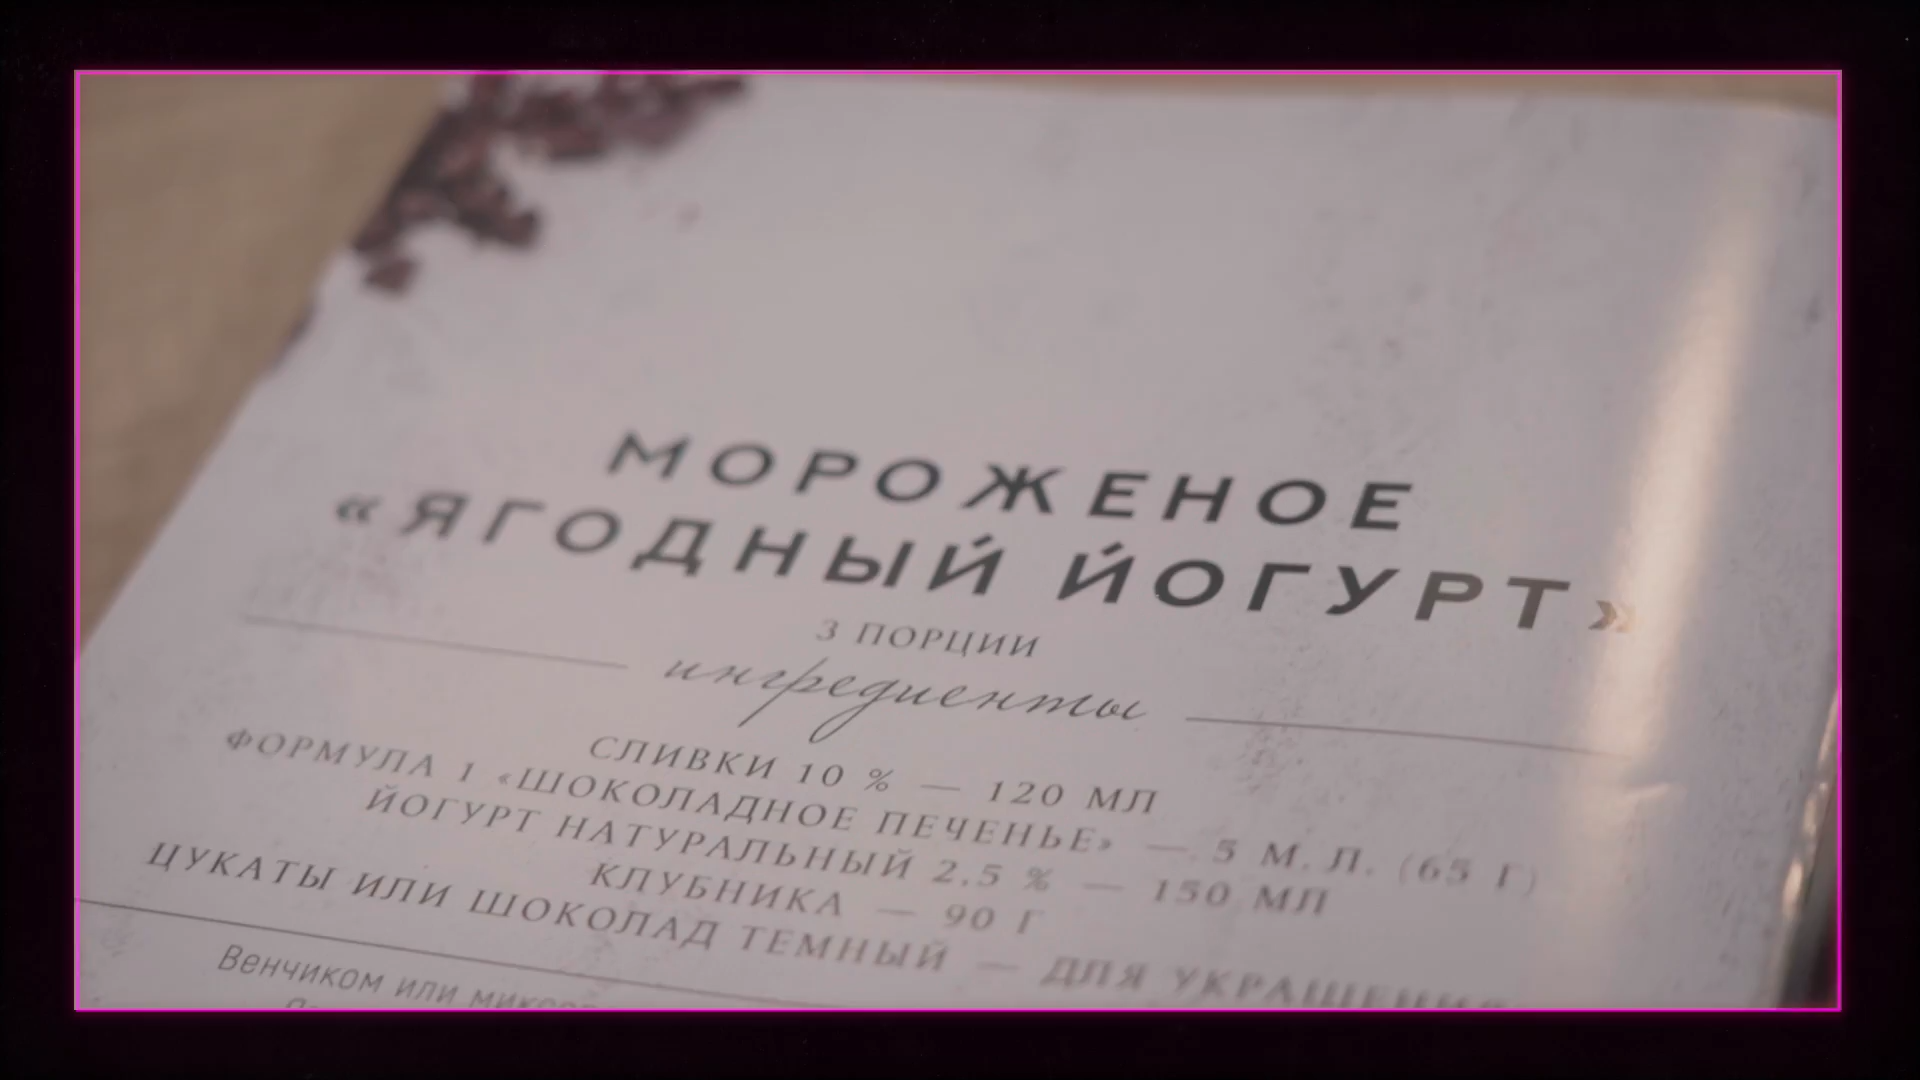 МОРОЖЕНОЕ
«ЯГОДНЫЙ ЙОГУРТ»
3 ПОРЦИИ
ингредиенты
СЛИВКИ 10 % — 120 МЛ
ФОРМУЛА 1 «ШОКОЛАДНОЕ ПЕЧЕНЬЕ» — 5 М. Л. (65 Г)
ЙОГУРТ НАТУРАЛЬНЫЙ 2.5 % — 150 МЛ
КЛУБНИКА — 90 Г
ЦУКАТЫ ИЛИ ШОКОЛАД ТЕМНЫЙ — ДЛЯ УКРАШЕНИЯ
Венчиком или